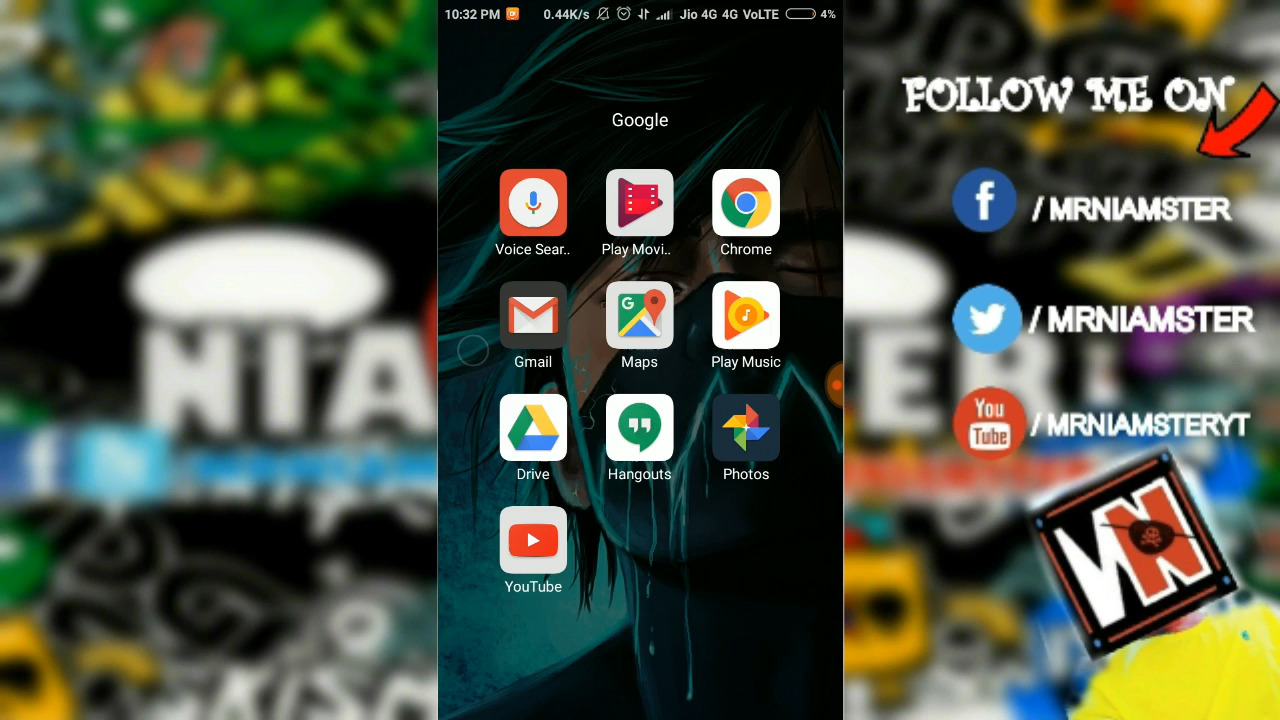 10:32 PM 0.44K/s Jio 4G 4G VoLTE 4%
Google
Voice Sear..
Play Movi..
Chrome
Gmail
Maps
Play Music
Drive
Hangouts
Photos
YouTube
FOLLOW ME ON
/ MRNIAMSTER
/ MRNIAMSTER
You
Tube
/ MRNIAMSTERYT